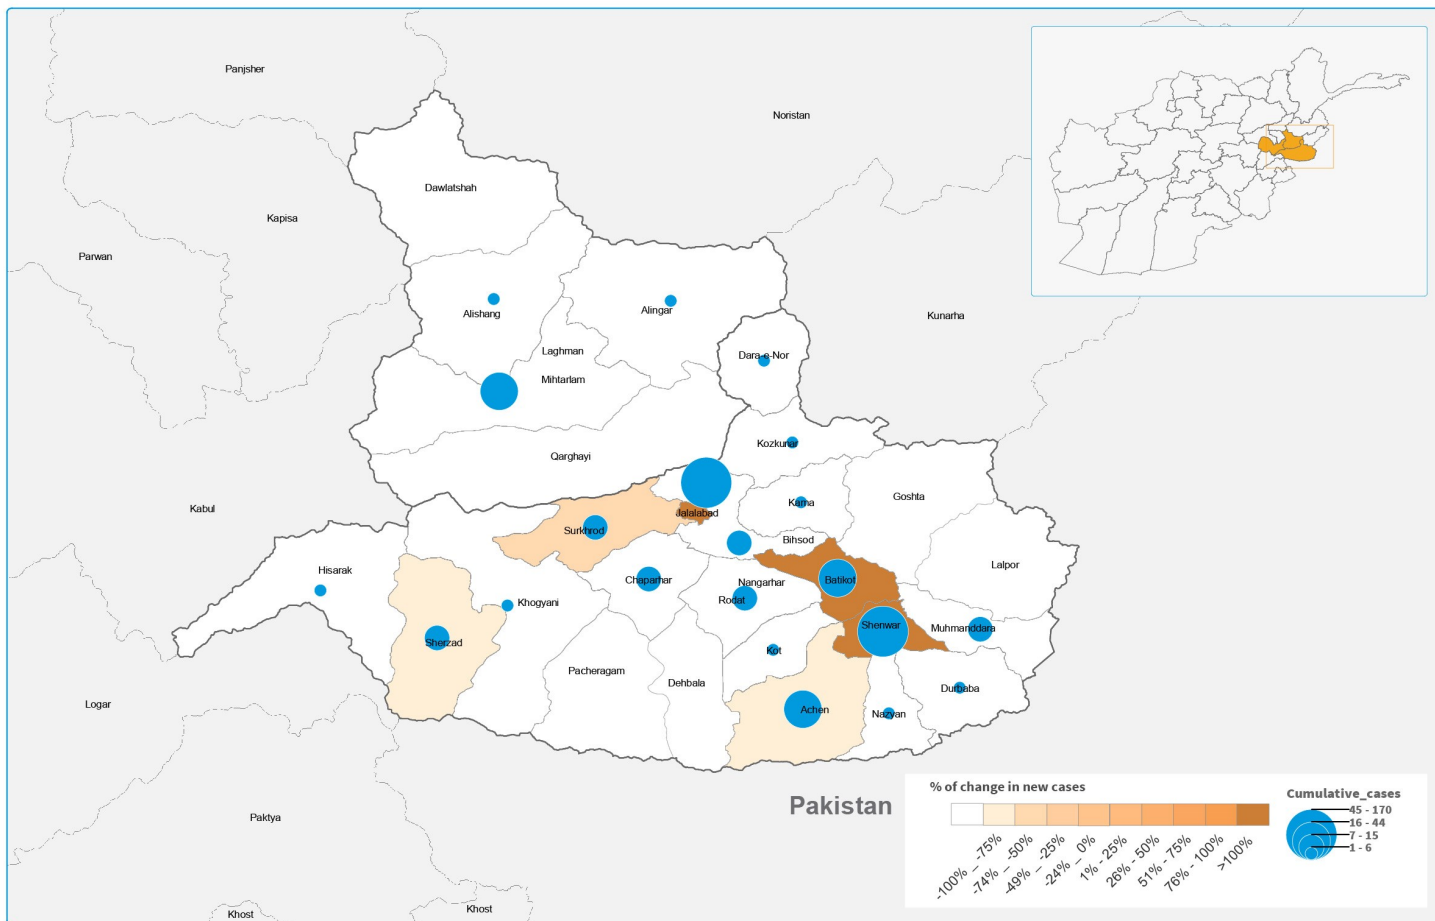 Panjsher
Noristan
Dawlatshah
Kapisa
Parwan
Alishang
Alingar
Kunarha
Laghman
Dara-e-Nor
Mihtarlam
Kozkunar
Qarghayi
Goshta
Kama
Kabul
Jalalabad
Surkhrod
Bihsod
Lalpor
Hisarak
Chaparhar
Nangarhar
Batikot
Rodat
Khogyani
Shenwar
Muhmanddara
Sherzad
Kot
Pacheragam
Dehbala
Durbaba
Logar
Achen
Nazyan
Pakistan
Paktya
Khost
Khost
% of change in new cases
-100% _ -75%
-74% _ -50%
-49% _ -25%
-24% _ 0%
1% - 25%
26% - 50%
51% - 75%
76% - 100%
>100%
Cumulative_cases
45 - 170
16 - 44
7 - 15
1 - 6